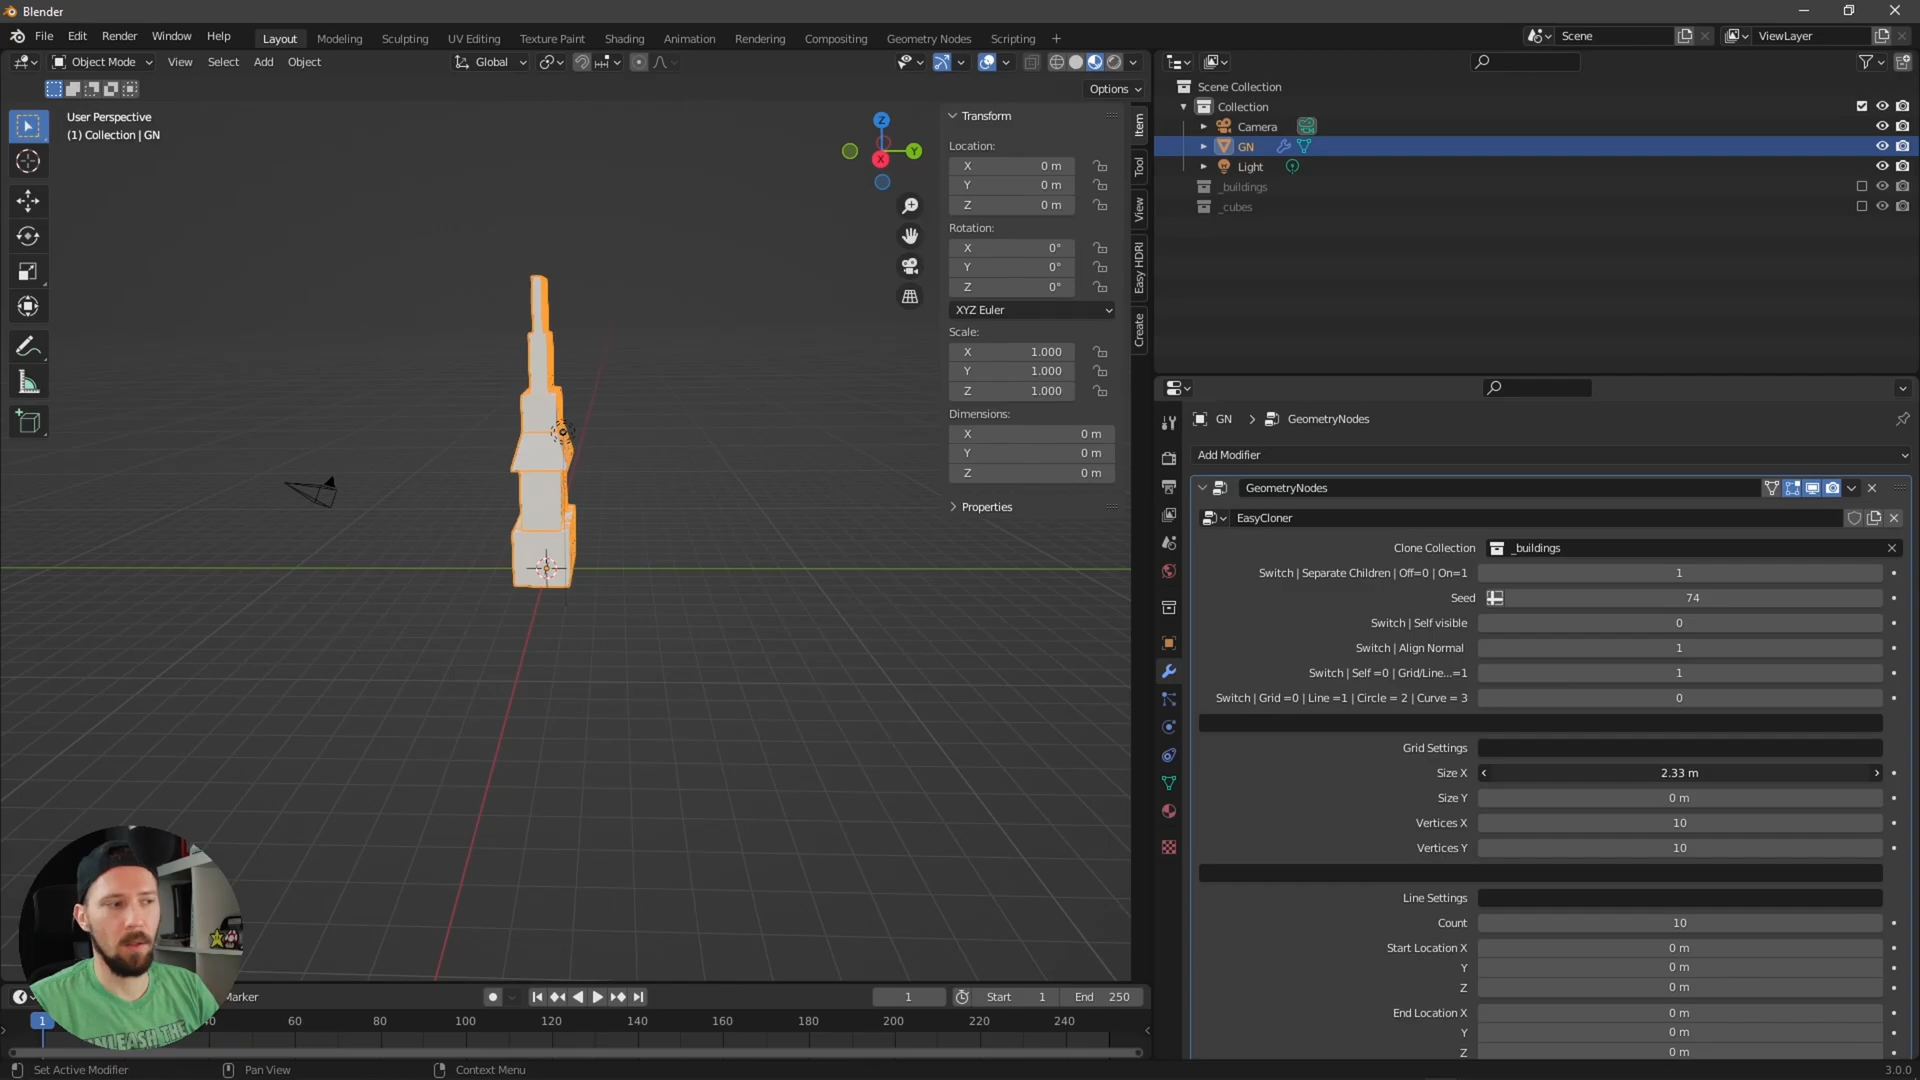 Blender
File Edit Render Window Help
Layout Modeling Sculpting UV Editing Texture Paint Shading Animation Rendering Compositing Geometry Nodes Scripting +
Scene
ViewLayer
Object Mode View Select Add Object
Global
Options
User Perspective
(1) Collection | GN
Z
Y
X
Transform
Location:
X 0 m
Y 0 m
Z 0 m
Rotation:
X 0°
Y 0°
Z 0°
XYZ Euler
Scale:
X 1.000
Y 1.000
Z 1.000
Dimensions:
X 0 m
Y 0 m
Z 0 m
Properties
Item
Tool
View
Easy HDRI
Create
Scene Collection
Collection
Camera
GN
Light
_buildings
_cubes
GN > GeometryNodes
Add Modifier
GeometryNodes
EasyCloner
Clone Collection _buildings
Switch | Separate Children | Off=0 | On=1 1
Seed 74
Switch | Self visible 0
Switch | Align Normal 1
Switch | Self =0 | Grid/Line...=1 1
Switch | Grid =0 | Line =1 | Circle = 2 | Curve = 3 0
Grid Settings
Size X 2.33 m
Size Y 0 m
Vertices X 10
Vertices Y 10
Line Settings
Count 10
Start Location X 0 m
Y 0 m
Z 0 m
End Location X 0 m
Y 0 m
Z 0 m
Marker
1
Start 1
End 250
1 40 60 80 100 120 140 160 180 200 220 240
UNLEASH THE
Set Active Modifier
Pan View
Context Menu
3.0.0